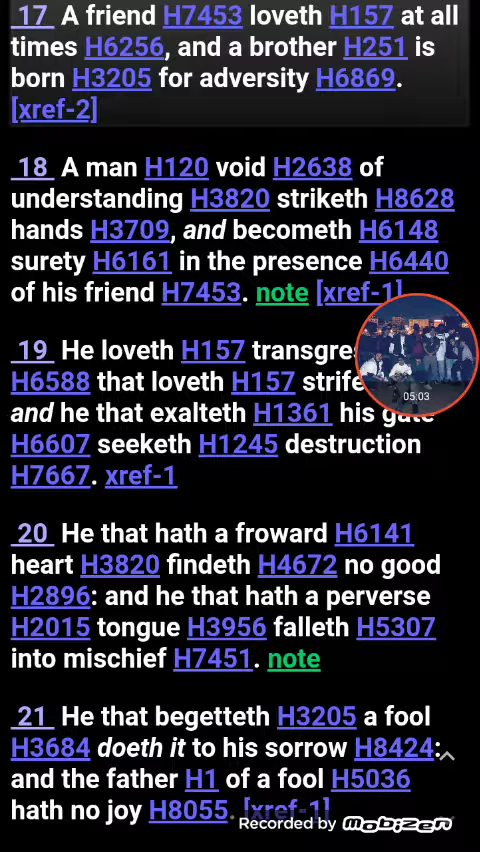 17 A friend H7453 loveth H157 at all
times H6256, and a brother H251 is
born H3205 for adversity H6869.
[xref-2]
18 A man H120 void H2638 of
understanding H3820 striketh H8628
hands H3709, and becometh H6148
surety H6161 in the presence H6440
of his friend H7453. note [xref-1]
19 He loveth H157 transgre
H6588 that loveth H157 strife
05:03
and he that exalteth H1361 his gate
H6607 seeketh H1245 destruction
H7667. xref-1
20 He that hath a froward H6141
heart H3820 findeth H4672 no good
H2896: and he that hath a perverse
H2015 tongue H3956 falleth H5307
into mischief H7451. note
21 He that begetteth H3205 a fool
H3684 doeth it to his sorrow H8424:
and the father H1 of a fool H5036
hath no joy H8055. [xref-1]
Recorded by mobizen